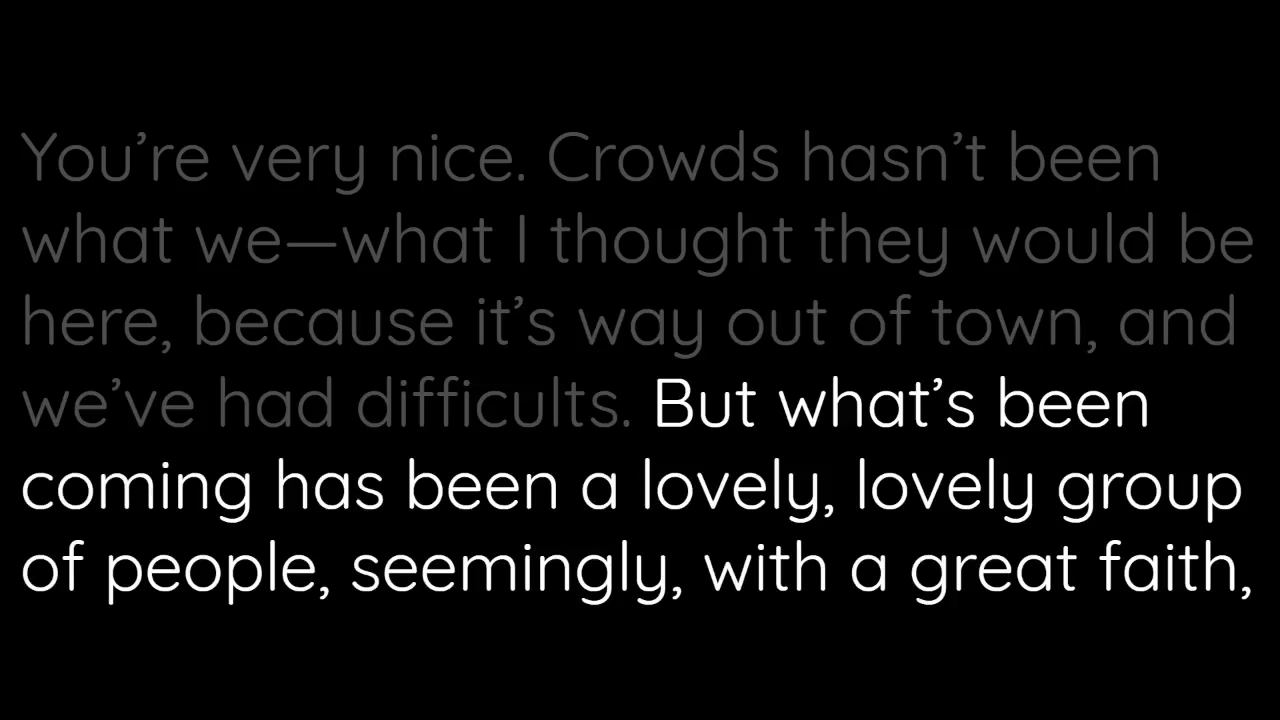 You’re very nice. Crowds hasn’t been
what we—what I thought they would be
here, because it’s way out of town, and
we’ve had difficults. But what’s been
coming has been a lovely, lovely group
of people, seemingly, with a great faith,